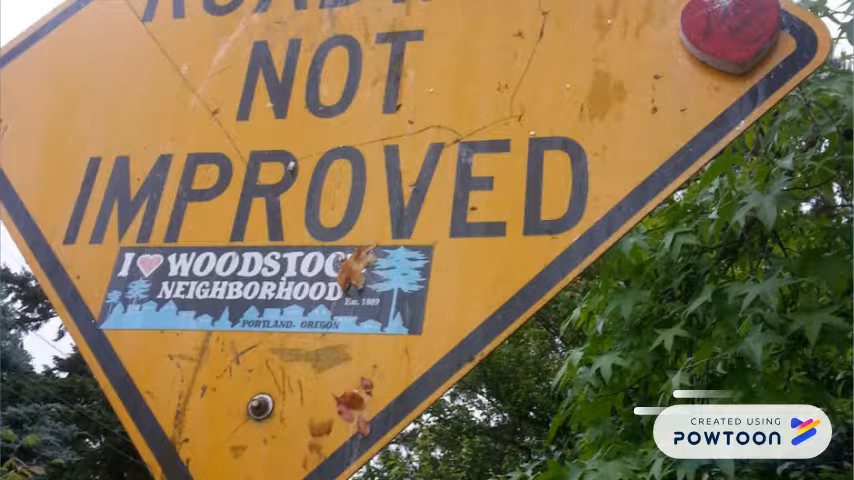 NOT
IMPROVED
I ❤ WOODSTOCK
NEIGHBORHOOD
Est. 1889
PORTLAND- OREGON
CREATED USING
POWTOON